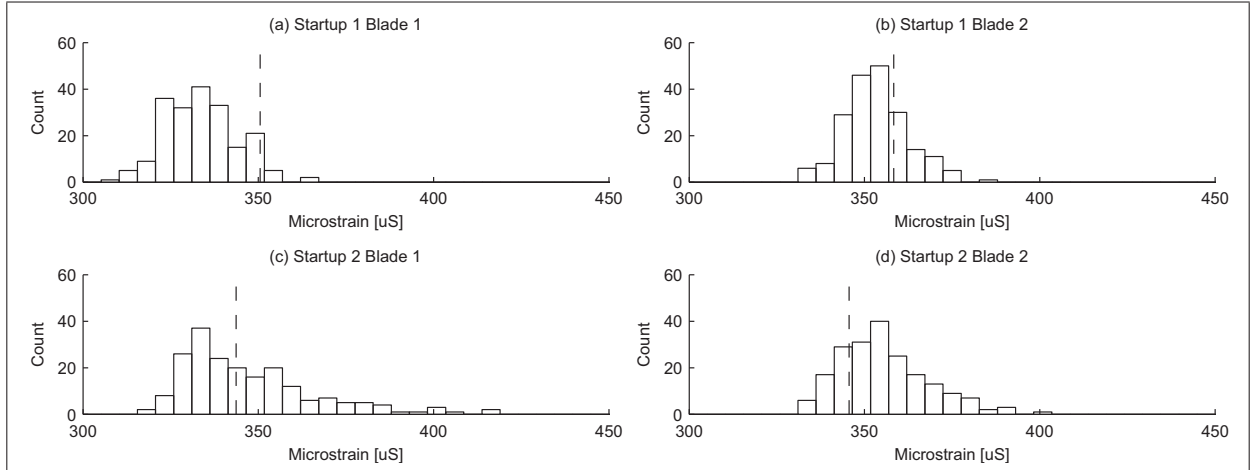 (a) Startup 1 Blade 1
60
40
20
0
Count
300 350 400 450
Microstrain [uS]
(b) Startup 1 Blade 2
60
40
20
0
Count
300 350 400 450
Microstrain [uS]
(c) Startup 2 Blade 1
60
40
20
0
Count
300 350 400 450
Microstrain [uS]
(d) Startup 2 Blade 2
60
40
20
0
Count
300 350 400 450
Microstrain [uS]